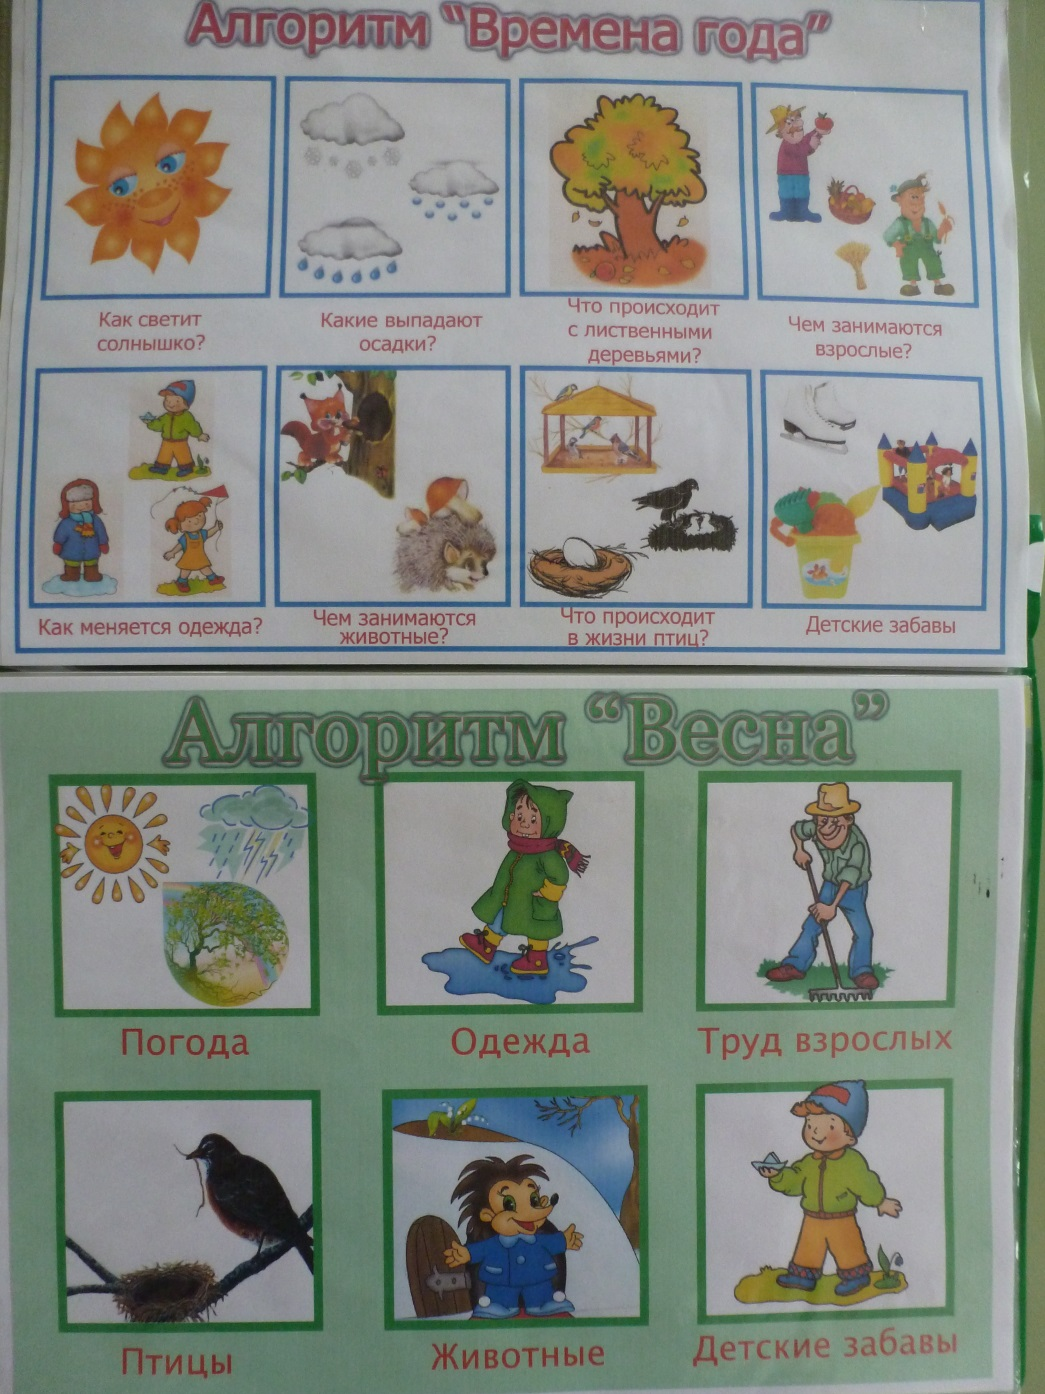 Алгоритм “Времена года”
Как светит
солнышко?
Какие выпадают
осадки?
Что происходит
с лиственными
деревьями?
Чем занимаются
взрослые?
Как меняется одежда?
Чем занимаются
животные?
Что происходит
в жизни птиц?
Детские забавы
Алгоритм “Весна”
Погода
Одежда
Труд взрослых
Птицы
Животные
Детские забавы